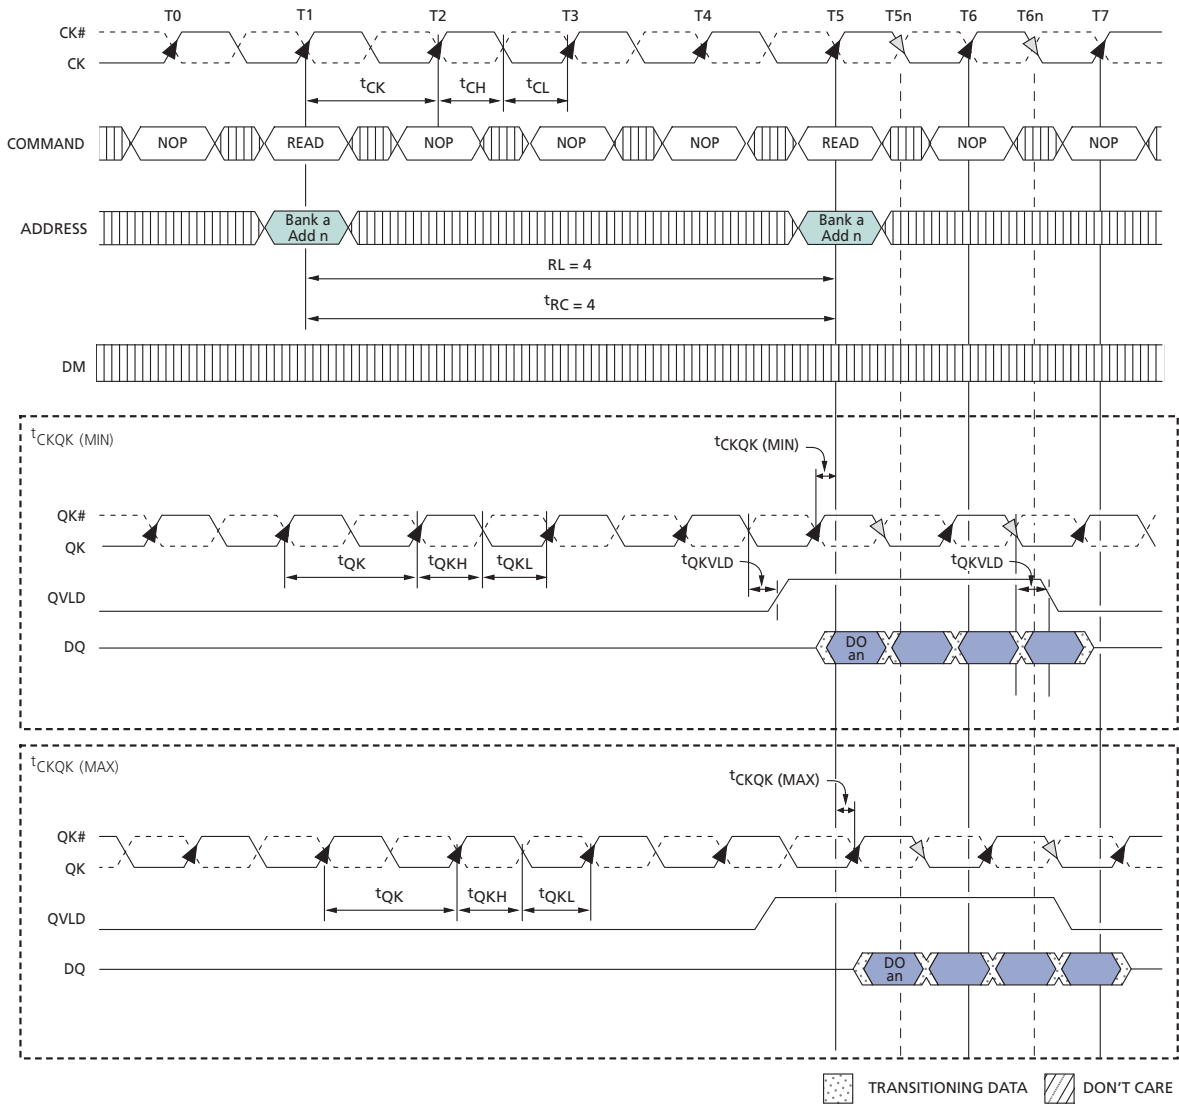 T0 T1 T2 T3 T4 T5 T5n T6 T6n T7
CK#
CK
tCK tCH tCL
COMMAND NOP READ NOP NOP NOP READ NOP NOP
ADDRESS Bank a Add n Bank a Add n
RL = 4
tRC = 4
DM
tCKQK (MIN)
tCKQK (MIN)
QK#
QK
tQK tQKH tQKL tQKVLD tQKVLD
QVLD
DQ DO an
tCKQK (MAX)
tCKQK (MAX)
QK#
QK
tQK tQKH tQKL
QVLD
DQ DO an
TRANSITIONING DATA DON'T CARE